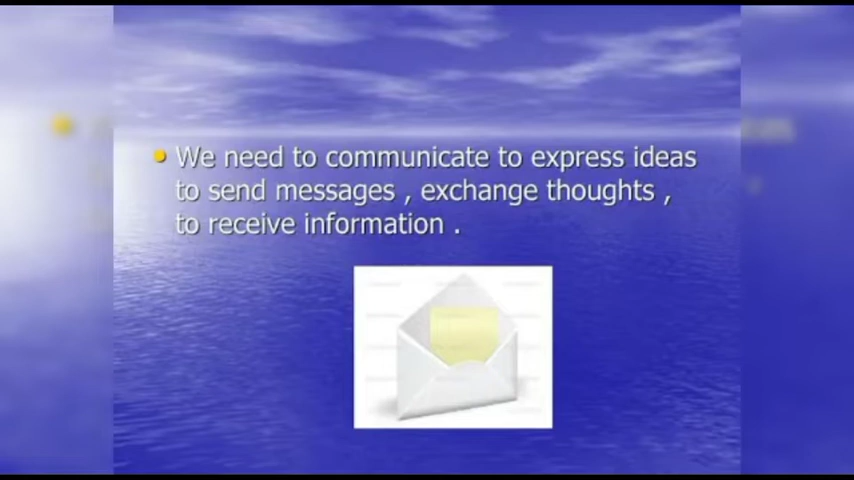 We need to communicate to express ideas
to send messages , exchange thoughts ,
to receive information .